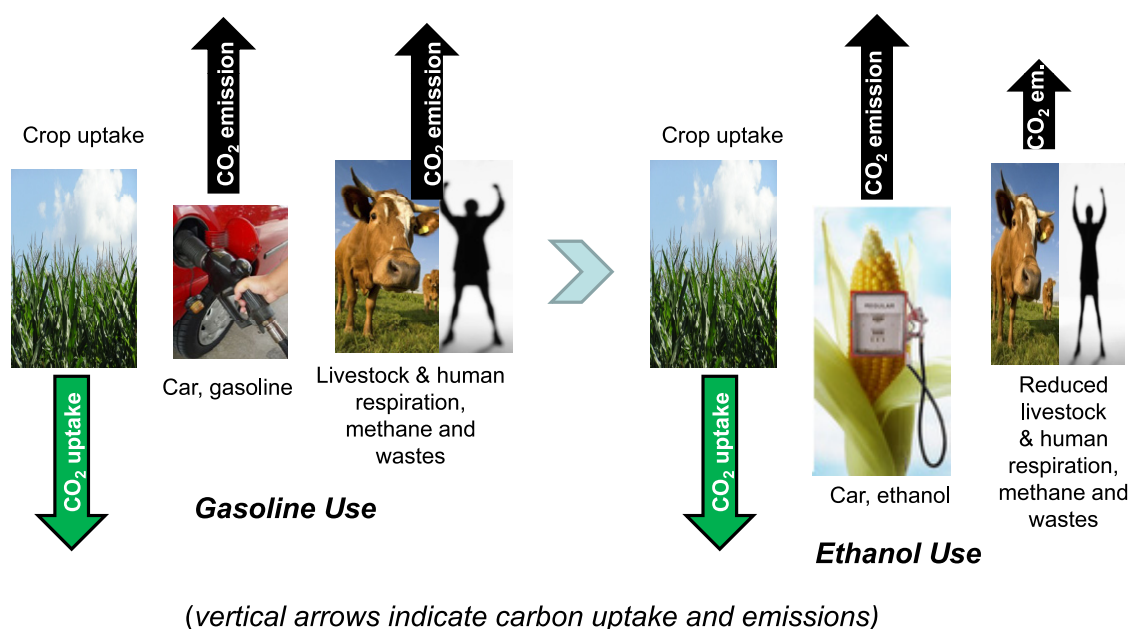 Crop uptake
CO₂ uptake
CO₂ emission
Car, gasoline
CO₂ emission
Livestock & human
respiration,
methane and
wastes
Gasoline Use
Crop uptake
CO₂ uptake
CO₂ emission
REGULAR
Car, ethanol
CO₂ em.
Reduced
livestock
& human
respiration,
methane and
wastes
Ethanol Use
(vertical arrows indicate carbon uptake and emissions)